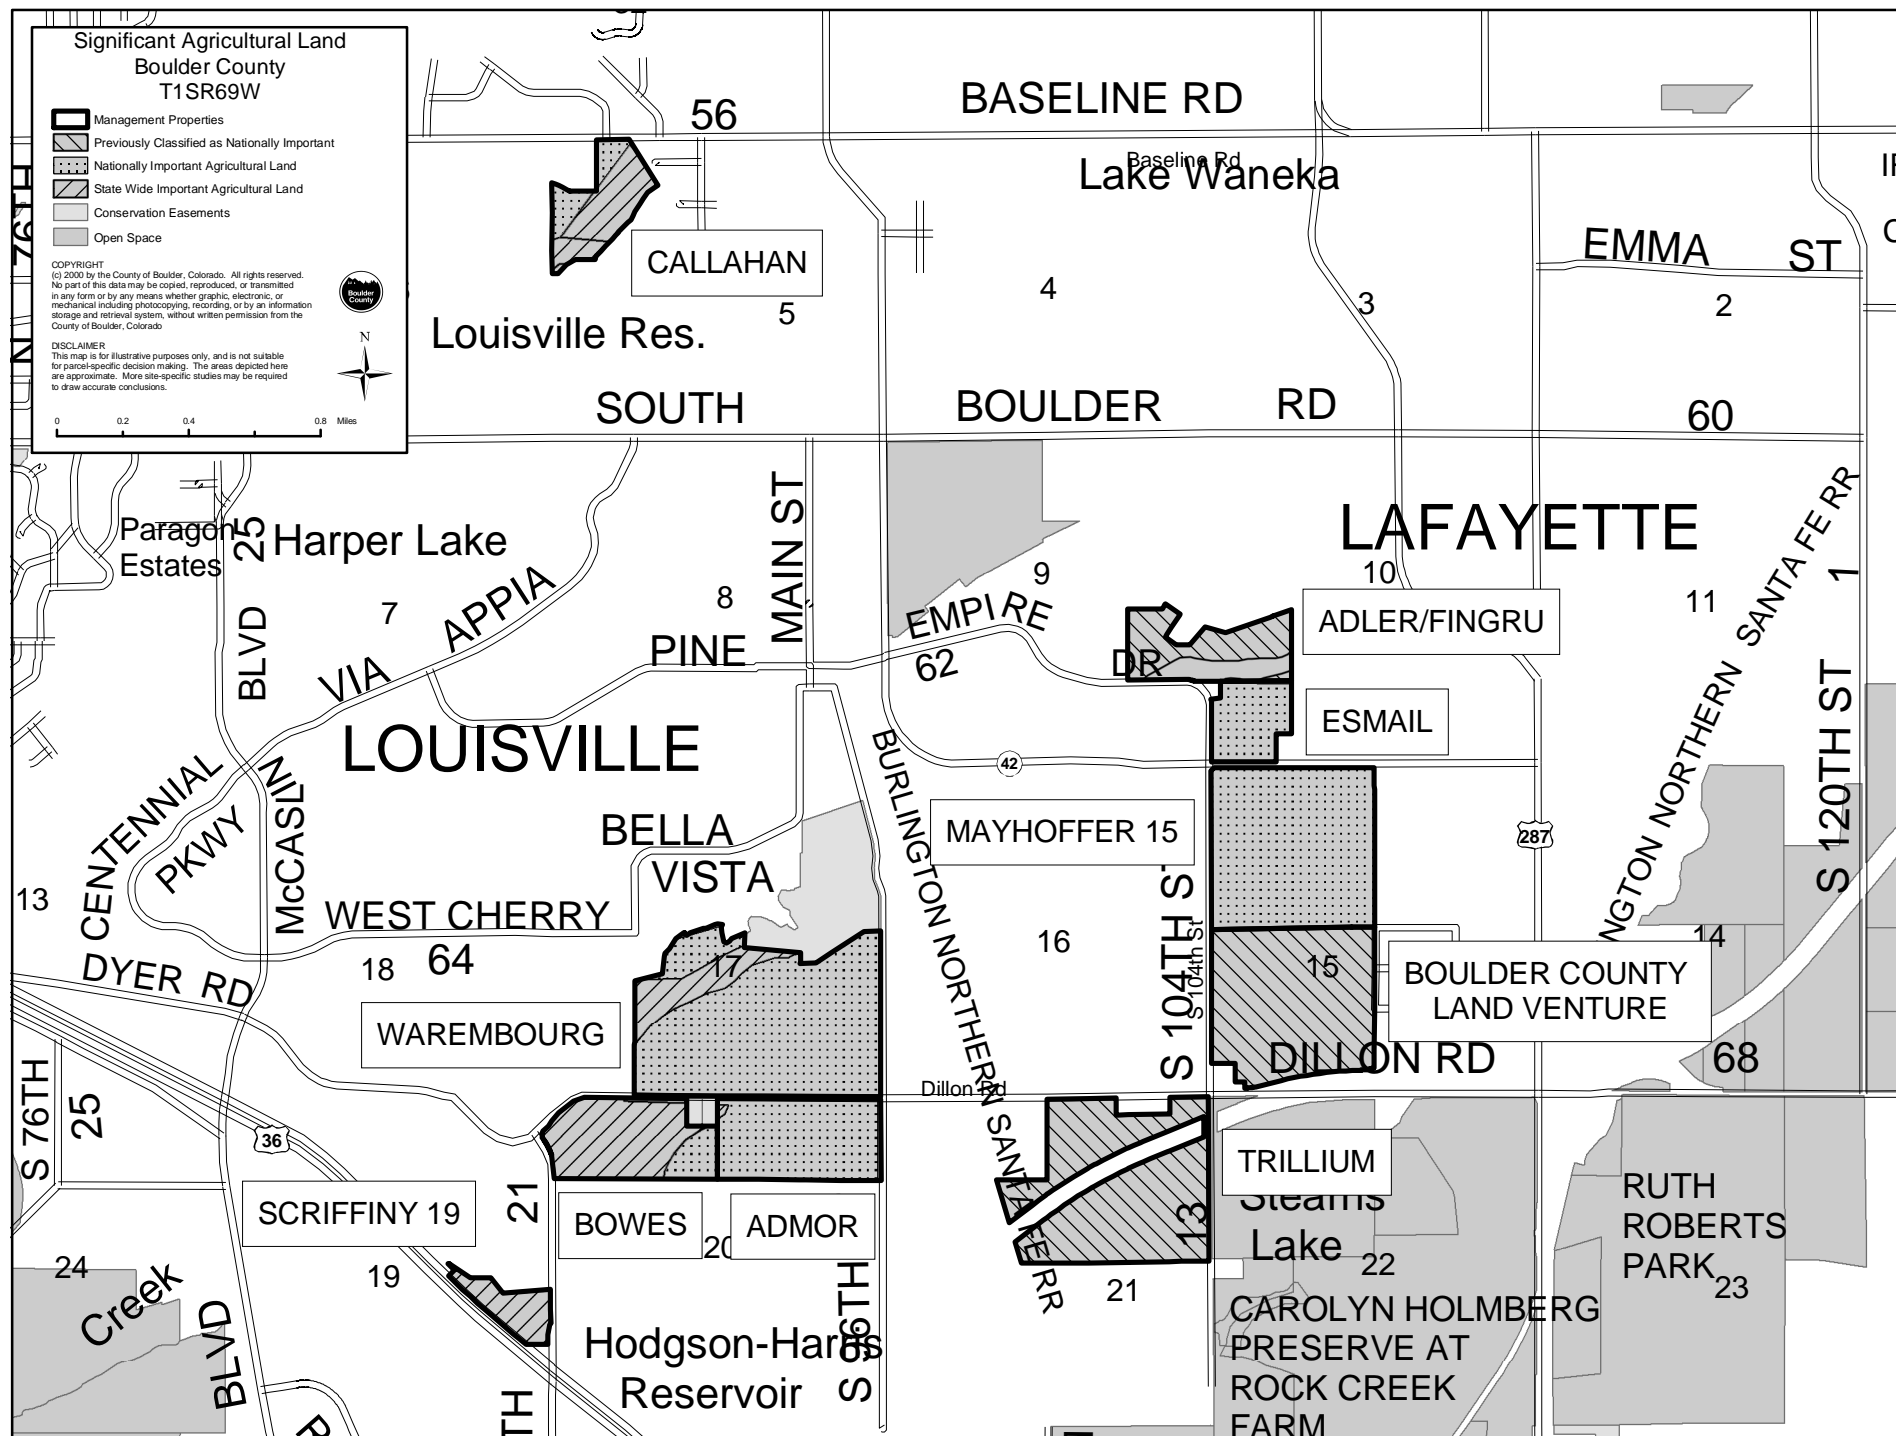 Significant Agricultural Land
Boulder County
T1SR69W
Management Properties
Previously Classified as Nationally Important
Nationally Important Agricultural Land
State Wide Important Agricultural Land
Conservation Easements
Open Space
COPYRIGHT
(c) 2000 by the County of Boulder, Colorado. All rights reserved.
No part of this data may be copied, reproduced, or transmitted
in any form or by any means whether graphic, electronic, or
mechanical including photocopying, recording, or by an information
storage and retrieval system, without written permission from the
County of Boulder, Colorado
Boulder
County
DISCLAIMER
This map is for illustrative purposes only, and is not suitable
for parcel-specific decision making. The areas depicted here
are approximate. More site-specific studies may be required
to draw accurate conclusions.
N
0 0.2 0.4 0.8 Miles
N 76TH
56
BASELINE RD
Baseline Rd
Lake Waneka
EMMA ST
CALLAHAN
5
4
3
2
Louisville Res.
SOUTH BOULDER RD
60
Paragon
Estates
25
Harper Lake
MAIN ST
LAFAYETTE
BURLINGTON NORTHERN SANTA FE RR
NGTON NORTHERN SANTA FE RR
1
7
8
9
10
11
BLVD
VIA APPIA
PINE
EMPIRE
62
DR
ADLER/FINGRU
ESMAIL
S 120TH ST
LOUISVILLE
42
CENTENNIAL
PKWY
McCASLIN
BELLA
VISTA
MAYHOFFER 15
287
13
WEST CHERRY
64
18
17
16
S 104TH ST
S 104th St
15
14
DYER RD
WAREMBOURG
BOULDER COUNTY
LAND VENTURE
DILLON RD
68
Dillon Rd
S 76TH
25
36
21
SCRIFFINY 19
BOWES
ADMOR
20
TRILLIUM
13
Stearns
Lake
22
RUTH
ROBERTS
PARK
23
24
Creek
19
21
BLVD
Hodgson-Harris
Reservoir
S 96TH
CAROLYN HOLMBERG
PRESERVE AT
ROCK CREEK
FARM
TH
R